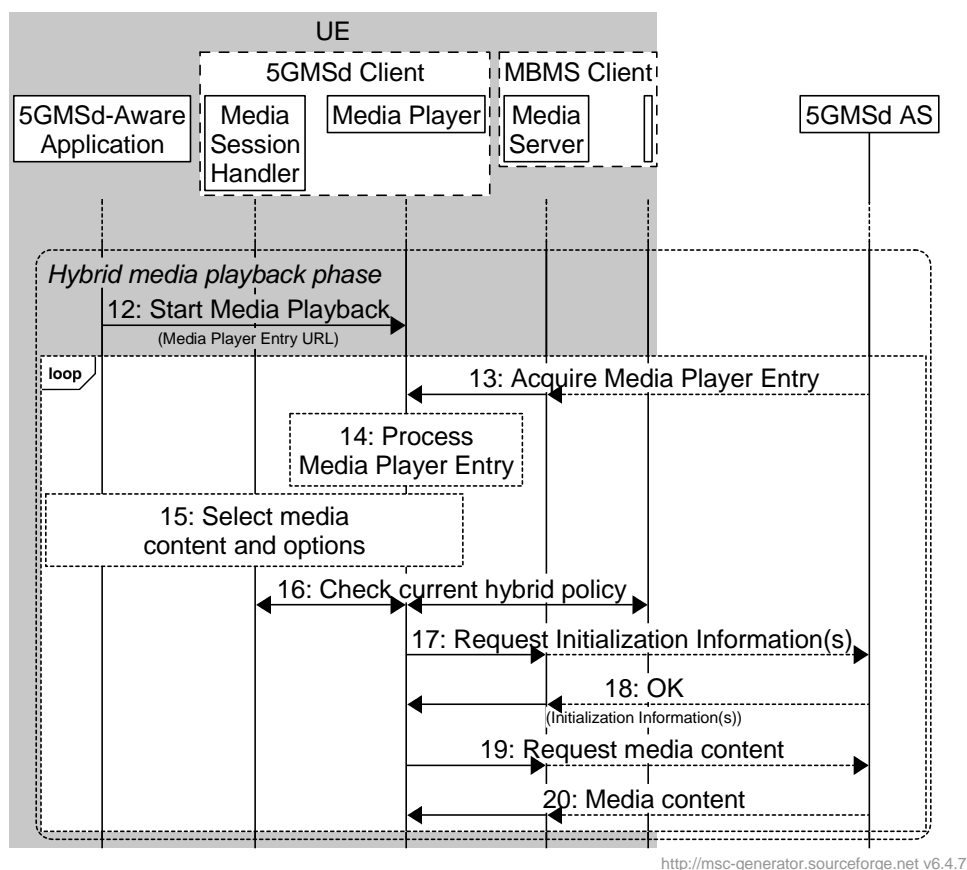 UE
5GMSd Client
MBMS Client
5GMSd-Aware
Application
Media
Session
Handler
Media Player
Media
Server
5GMSd AS
Hybrid media playback phase
12: Start Media Playback
(Media Player Entry URL)
loop
13: Acquire Media Player Entry
14: Process
Media Player Entry
15: Select media
content and options
16: Check current hybrid policy
17: Request Initialization Information(s)
18: OK
(Initialization Information(s))
19: Request media content
20: Media content
http://msc-generator.sourceforge.net v6.4.7